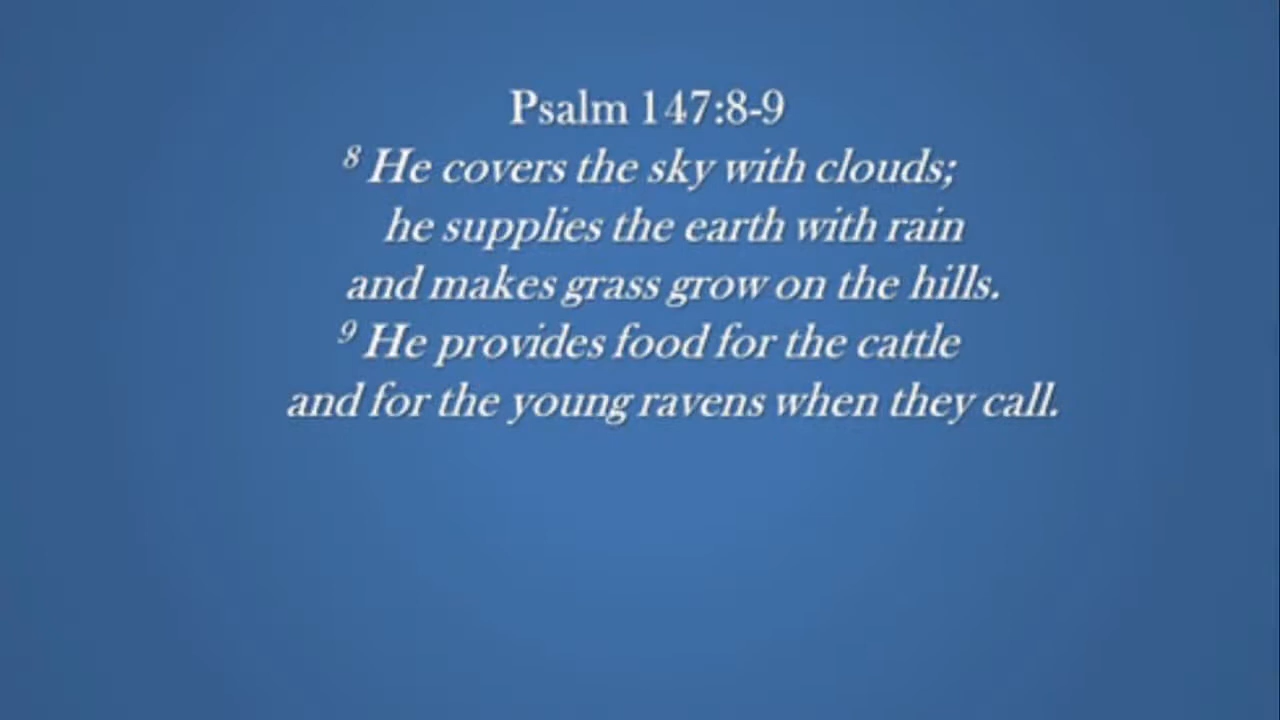 Psalm 147:8-9
8 He covers the sky with clouds;
he supplies the earth with rain
and makes grass grow on the hills.
9 He provides food for the cattle
and for the young ravens when they call.